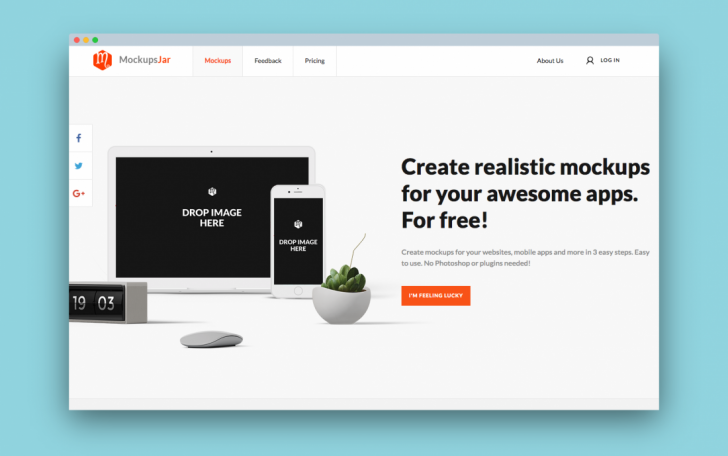 MockupsJar
Mockups
Feedback
Pricing
About Us
LOG IN
DROP IMAGE
HERE
DROP IMAGE
HERE
19 03
Create realistic mockups
for your awesome apps.
For free!
Create mockups for your websites, mobile apps and more in 3 easy steps. Easy
to use. No Photoshop or plugins needed!
I'M FEELING LUCKY